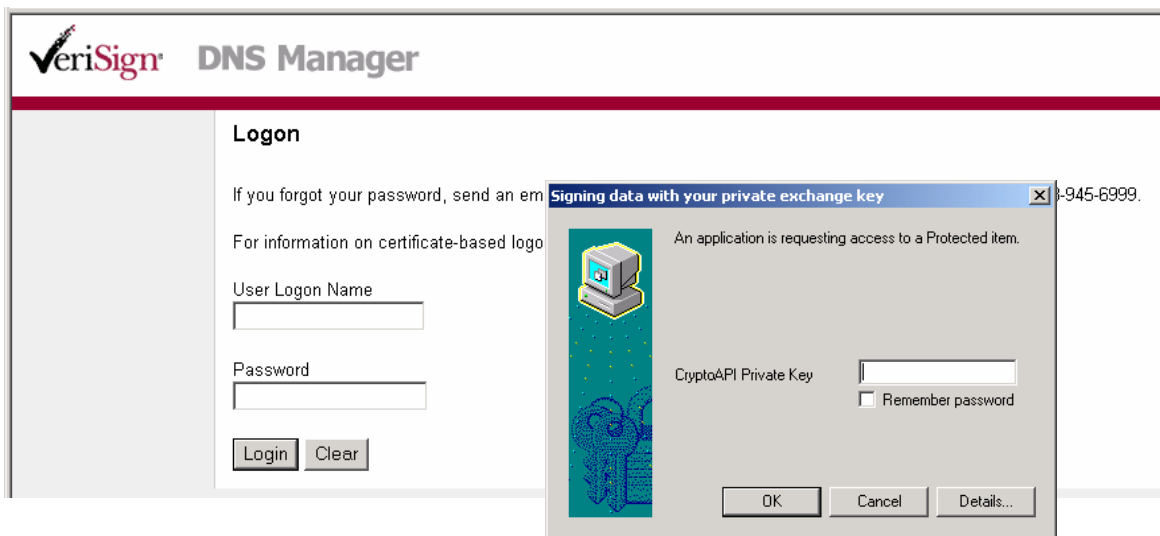 VeriSign DNS Manager
Logon
If you forgot your password, send an em
-945-6999.
For information on certificate-based logo
User Logon Name
Password
Login Clear
Signing data with your private exchange key
An application is requesting access to a Protected item.
CryptoAPI Private Key
Remember password
OK Cancel Details...